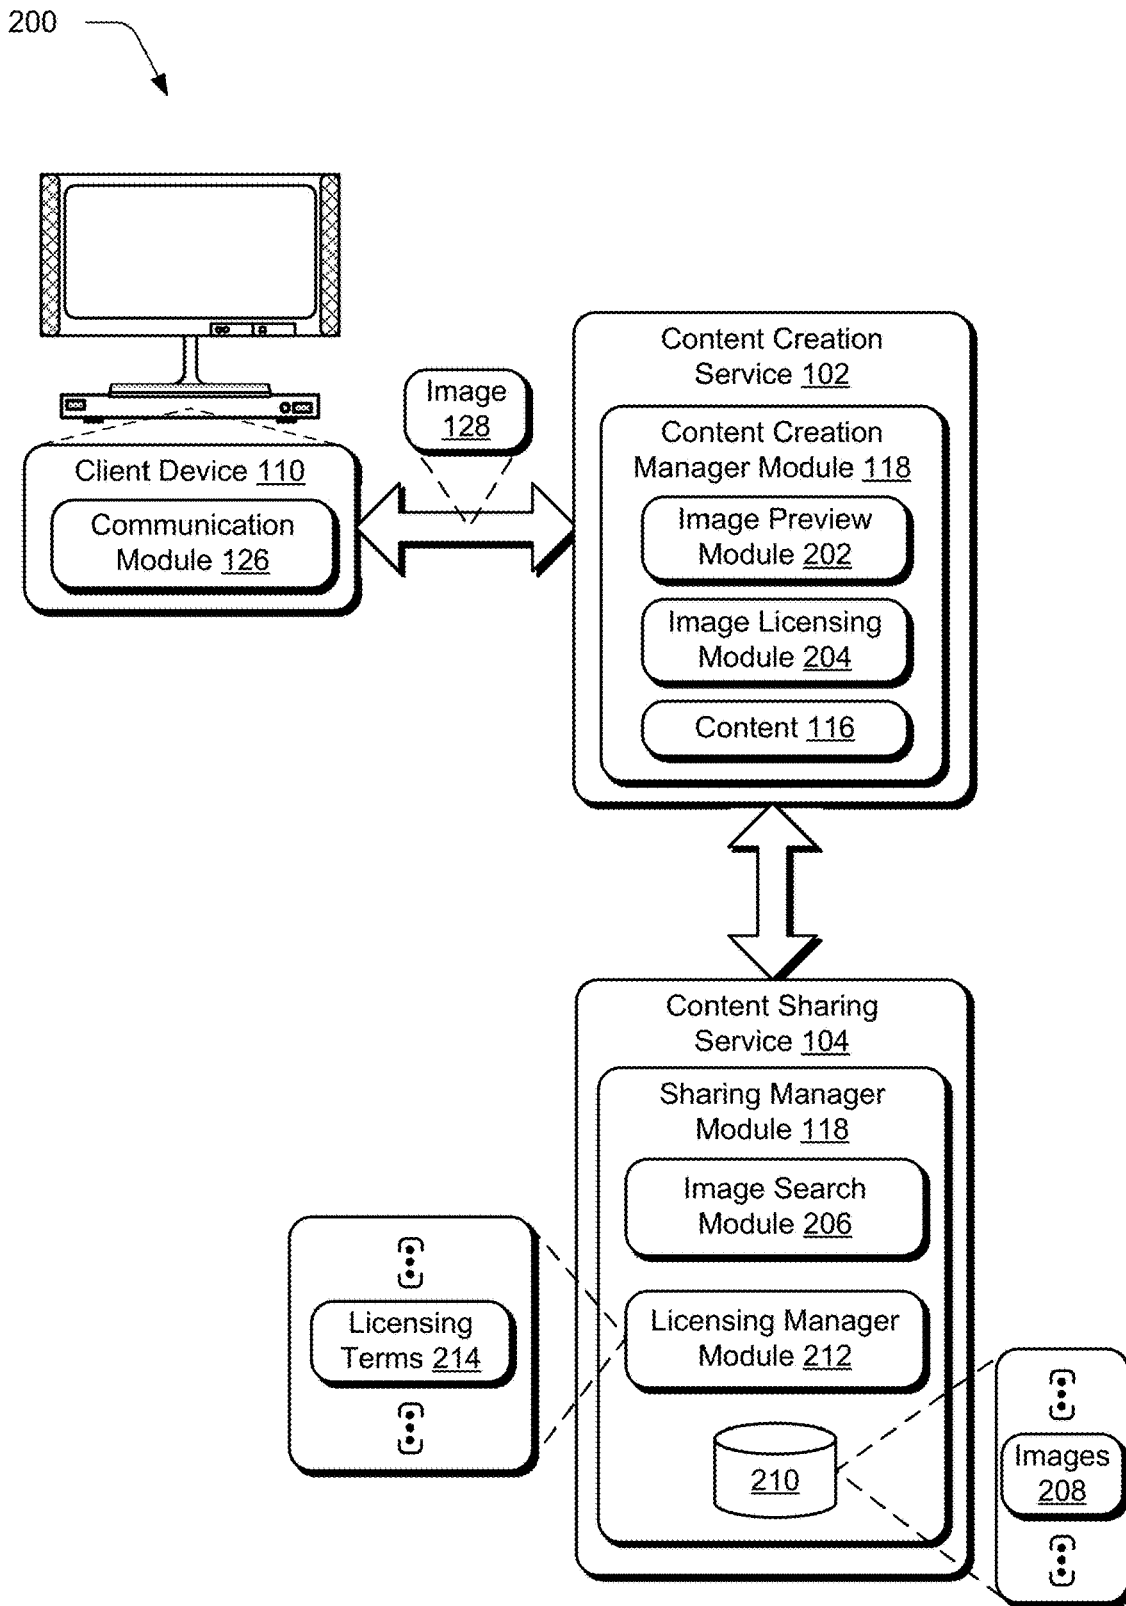 200
Content Creation
Service 102
Image
128
Content Creation
Manager Module 118
Client Device 110
Communication
Module 126
Image Preview
Module 202
Image Licensing
Module 204
Content 116
Content Sharing
Service 104
Sharing Manager
Module 118
Image Search
Module 206
Licensing Manager
Module 212
Licensing
Terms 214
210
Images
208